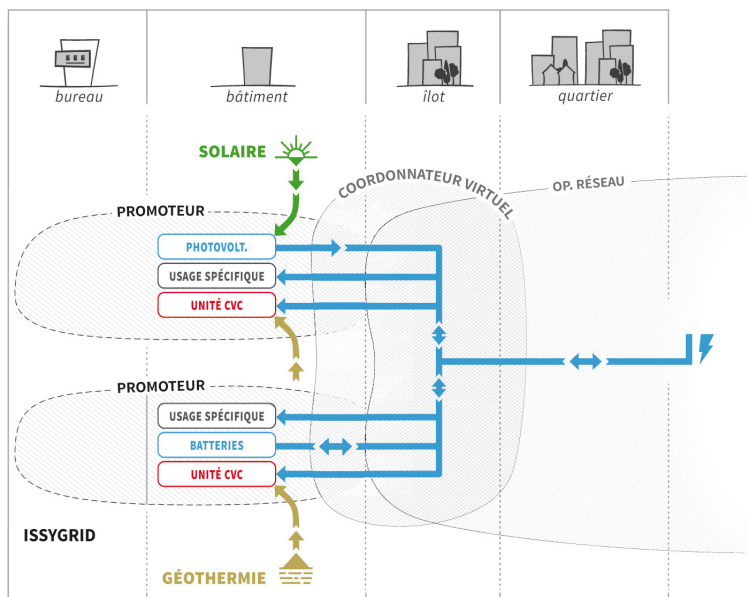 bureau
bâtiment
îlot
quartier
SOLAIRE
COORDONNATEUR VIRTUEL
OP. RÉSEAU
PROMOTEUR
PHOTOVOLT.
USAGE SPÉCIFIQUE
UNITÉ CVC
PROMOTEUR
USAGE SPÉCIFIQUE
BATTERIES
UNITÉ CVC
ISSYGRID
GÉOTHERMIE